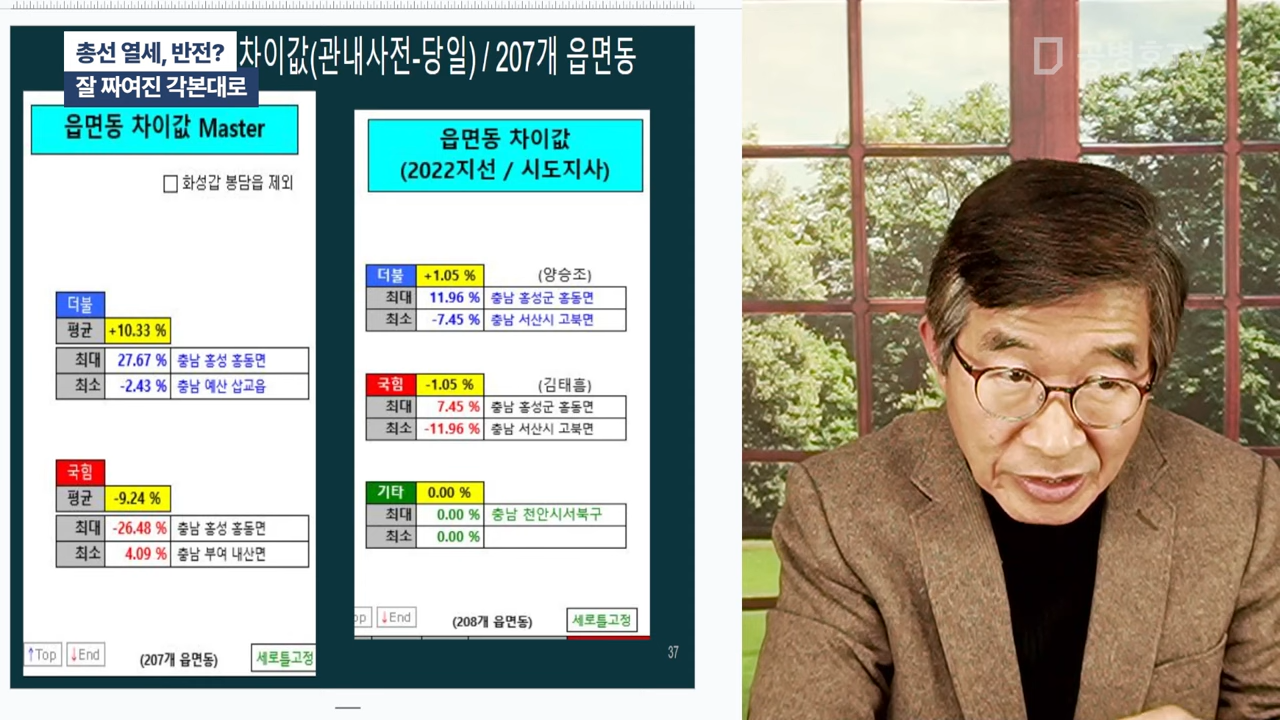 총선 열세, 반전?
잘 짜여진 각본대로
차이값(관내사전-당일) / 207개 읍면동
읍면동 차이값 Master
화성갑 봉담읍 제외
더불
평균 +10.33 %
최대 27.67 % 충남 홍성 홍동면
최소 -2.43 % 충남 예산 삽교읍
국힘
평균 -9.24 %
최대 -26.48 % 충남 홍성 홍동면
최소 4.09 % 충남 부여 내산면
↑Top ↓End (207개 읍면동) 세로틀고정
읍면동 차이값
(2022지선 / 시도지사)
더불 +1.05 % (양승조)
최대 11.96 % 충남 홍성군 홍동면
최소 -7.45 % 충남 서산시 고북면
국힘 -1.05 % (김태흠)
최대 7.45 % 충남 홍성군 홍동면
최소 -11.96 % 충남 서산시 고북면
기타 0.00 %
최대 0.00 % 충남 천안시서북구
최소 0.00 %
op ↓End (208개 읍면동) 세로틀고정
37
공병호